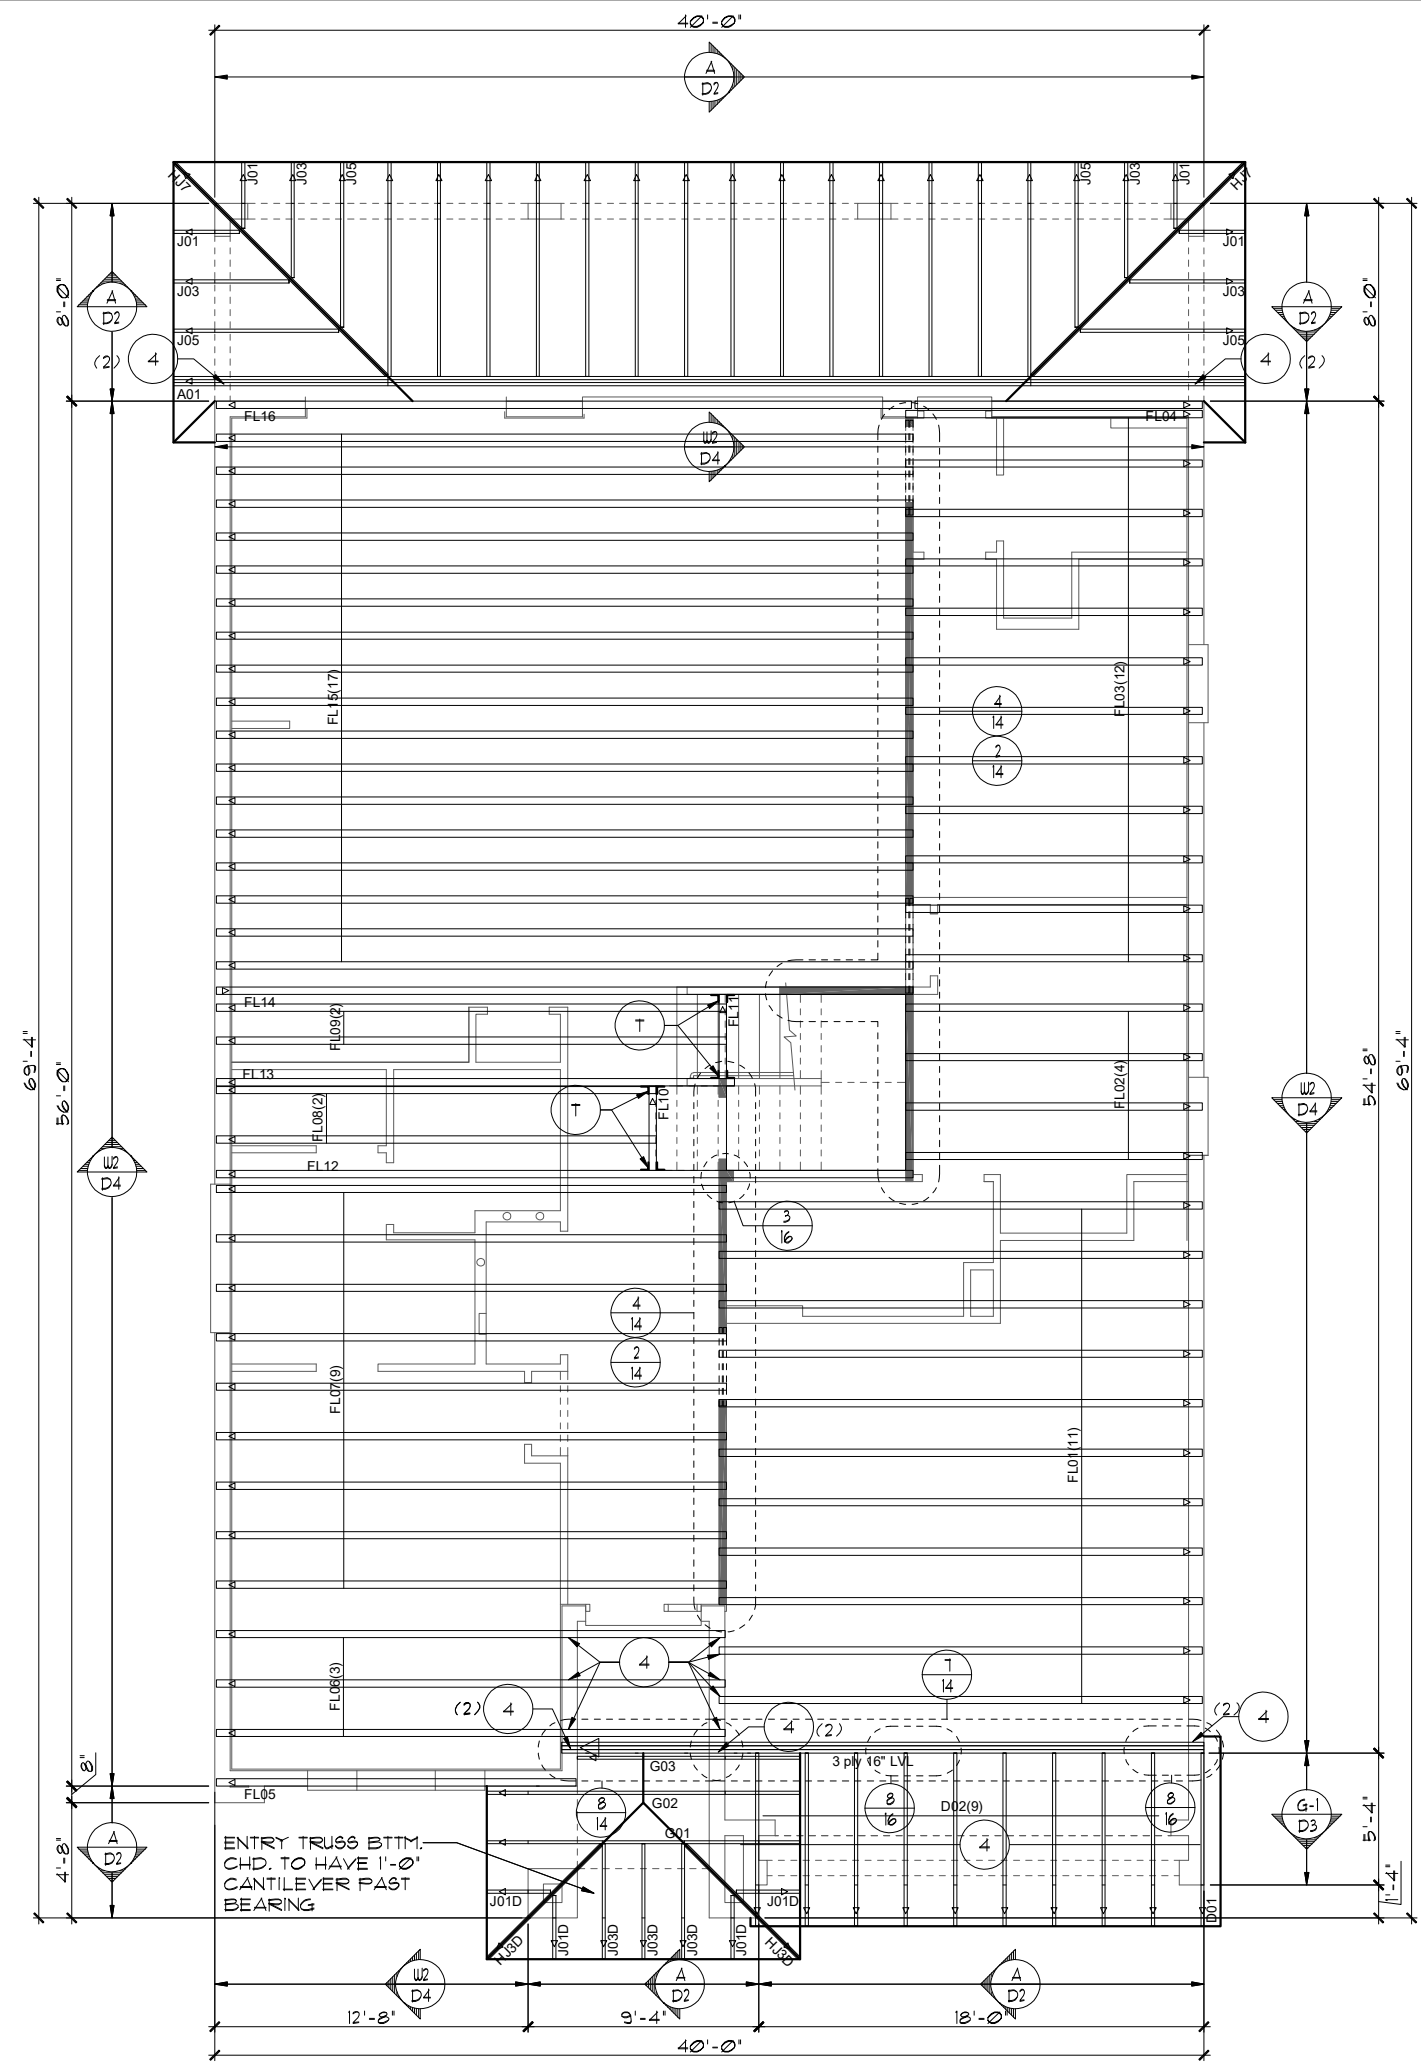 40'-0"
A
D2
HJ7
J01
J03
J05
J05
J03
J01
HJ7
J01
J03
J05
A01
J01
J03
J05
A
D2
A
D2
8'-0"
8'-0"
(2)
4
4
(2)
FL16
FL04
W2
D4
FL15(17)
FL03(12)
4
14
2
14
69'-4"
56'-0"
54'-8"
69'-4"
FL14
FL09(2)
FL11
T
FL13
FL10
T
FL08(2)
FL02(4)
FL12
W2
D4
W2
D4
3
16
4
14
2
14
FL07(9)
FL01(11)
FL06(3)
4
7
14
(2)
4
4
(2)
(2)
4
8"
FL05
G03
G02
G01
3 ply 16" LVL
8
14
8
16
D02(9)
8
16
4
G-1
D3
5'-4"
1'-4"
4'-8"
A
D2
ENTRY TRUSS BTTM.
CHD. TO HAVE 1'-0"
CANTILEVER PAST
BEARING
J01D
J01D
D01
HJ3D
J01D
J03D
J03D
J03D
J01D
HJ3D
W2
D4
A
D2
A
D2
12'-8"
9'-4"
18'-0"
40'-0"